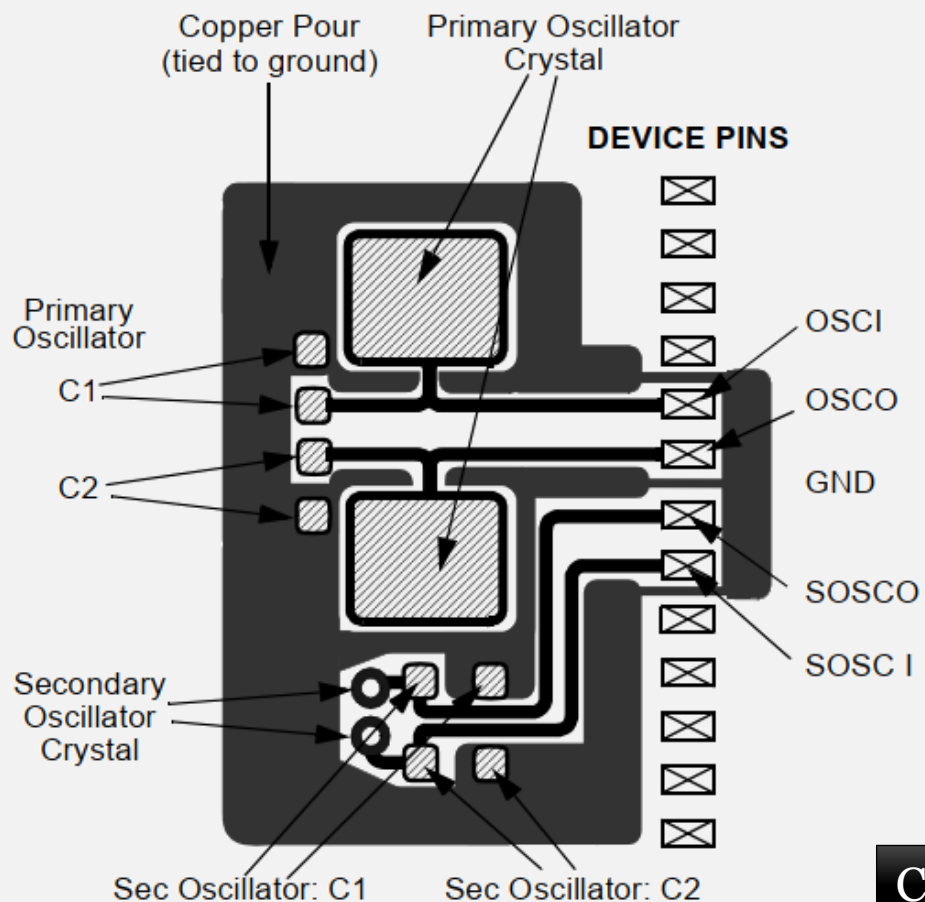 Copper Pour
(tied to ground)
Primary Oscillator
Crystal
DEVICE PINS
Primary
Oscillator
C1
C2
OSCI
OSCO
GND
SOSCO
SOSC I
Secondary
Oscillator
Crystal
Sec Oscillator: C1
Sec Oscillator: C2
C